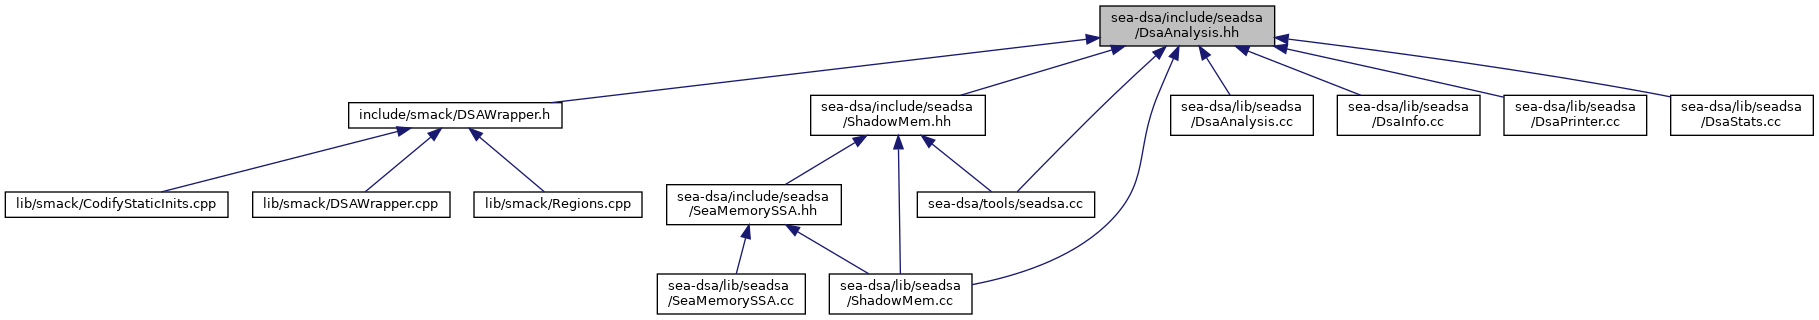 sea-dsa/include/seadsa
/DsaAnalysis.hh
include/smack/DSAWrapper.h
sea-dsa/include/seadsa
/ShadowMem.hh
sea-dsa/lib/seadsa
/DsaAnalysis.cc
sea-dsa/lib/seadsa
/DsaInfo.cc
sea-dsa/lib/seadsa
/DsaPrinter.cc
sea-dsa/lib/seadsa
/DsaStats.cc
lib/smack/CodifyStaticInits.cpp
lib/smack/DSAWrapper.cpp
lib/smack/Regions.cpp
sea-dsa/include/seadsa
/SeaMemorySSA.hh
sea-dsa/tools/seadsa.cc
sea-dsa/lib/seadsa
/SeaMemorySSA.cc
sea-dsa/lib/seadsa
/ShadowMem.cc